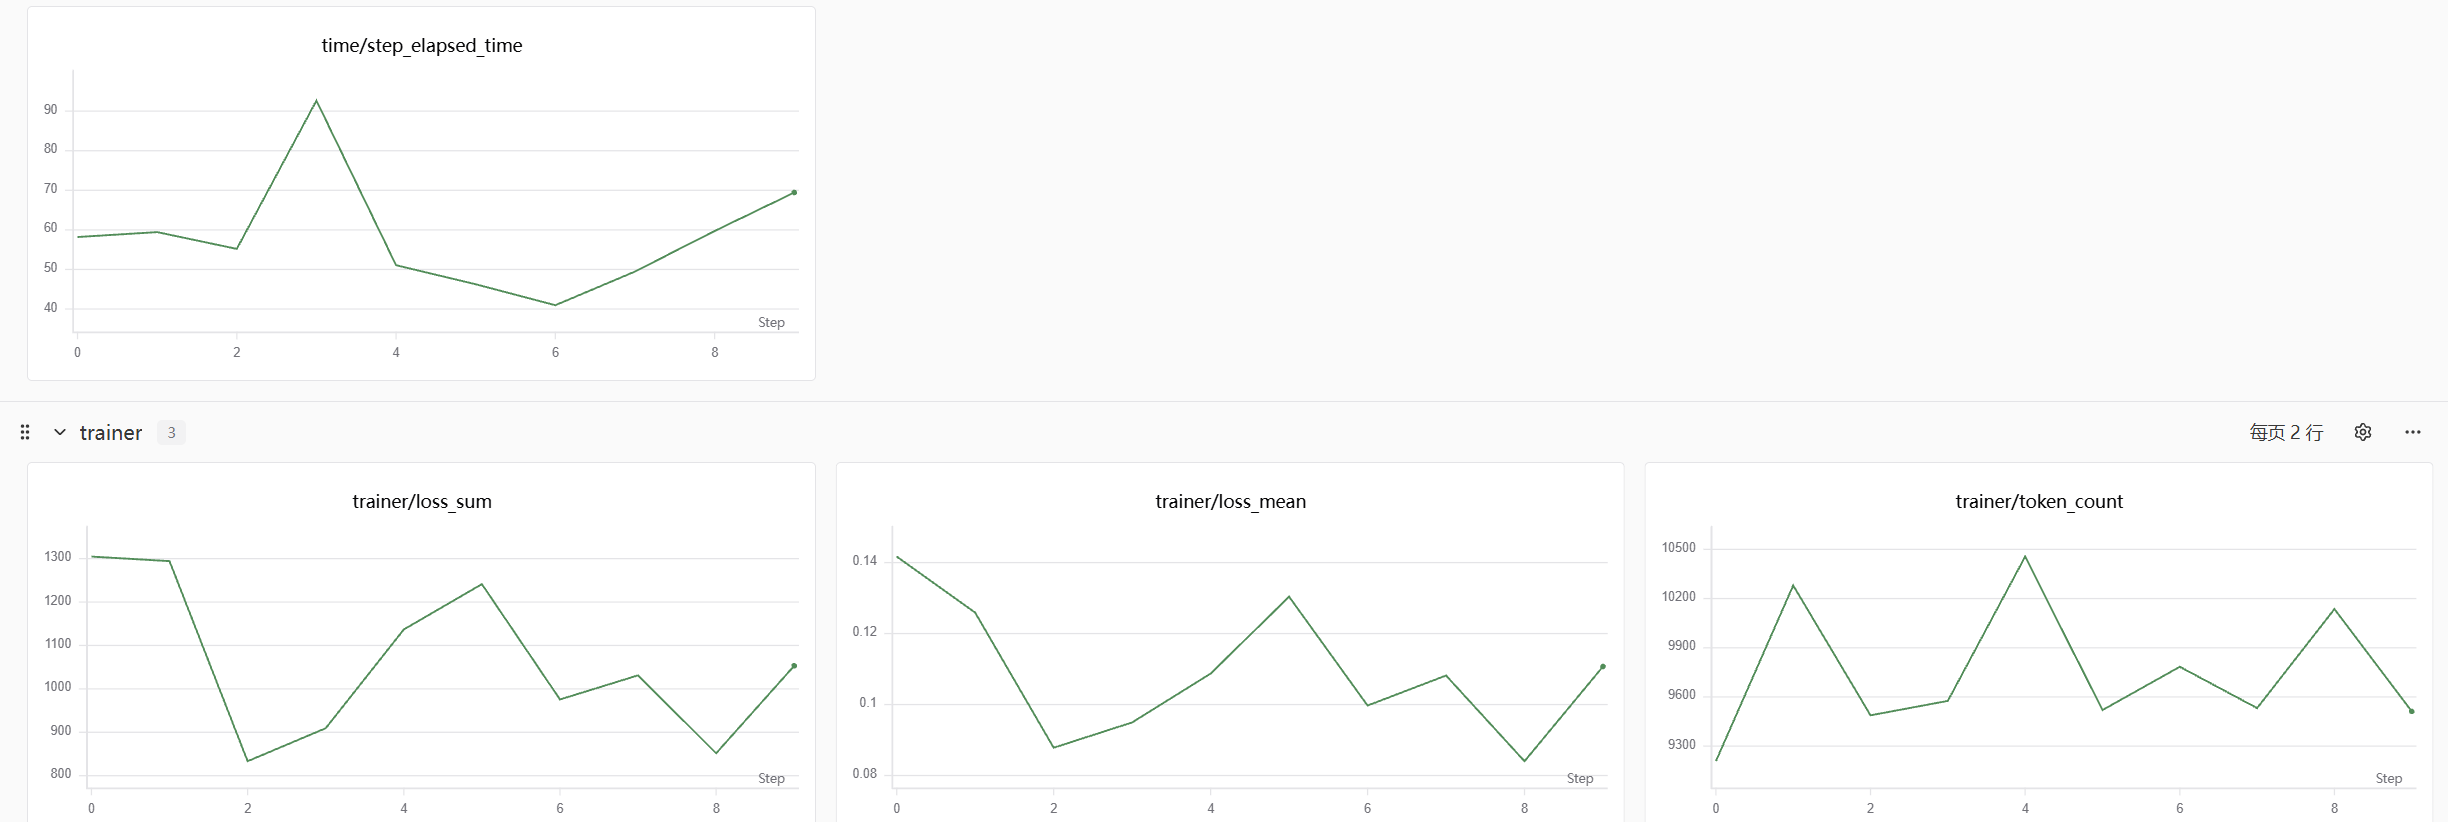 time/step_elapsed_time
90
80
70
60
50
40
Step
0 2 4 6 8
trainer 3
每页 2 行
trainer/loss_sum
1300
1200
1100
1000
900
800
Step
0 2 4 6 8
trainer/loss_mean
0.14
0.12
0.1
0.08
Step
0 2 4 6 8
trainer/token_count
10500
10200
9900
9600
9300
Step
0 2 4 6 8